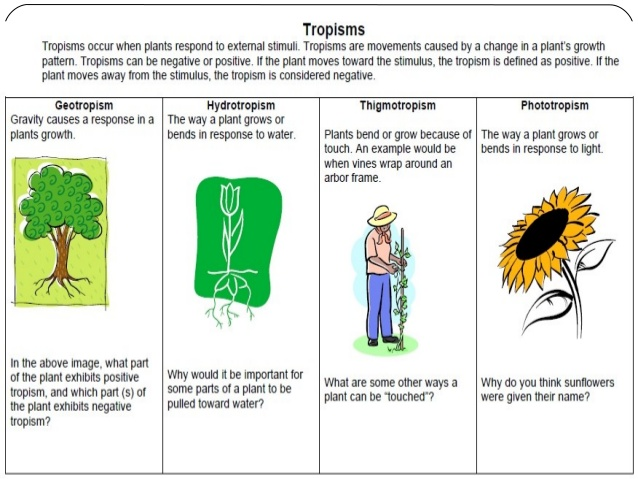 Tropisms
Tropisms occur when plants respond to external stimuli. Tropisms are movements caused by a change in a plant's growth
pattern. Tropisms can be negative or positive. If the plant moves toward the stimulus, the tropism is defined as positive. If the
plant moves away from the stimulus, the tropism is considered negative.
Geotropism
Gravity causes a response in a
plants growth.
In the above image, what part
of the plant exhibits positive
tropism, and which part (s) of
the plant exhibits negative
tropism?
Hydrotropism
The way a plant grows or
bends in response to water.
Why would it be important for
some parts of a plant to be
pulled toward water?
Thigmotropism
Plants bend or grow because of
touch. An example would be
when vines wrap around an
arbor frame.
What are some other ways a
plant can be "touched"?
Phototropism
The way a plant grows or
bends in response to light.
Why do you think sunflowers
were given their name?